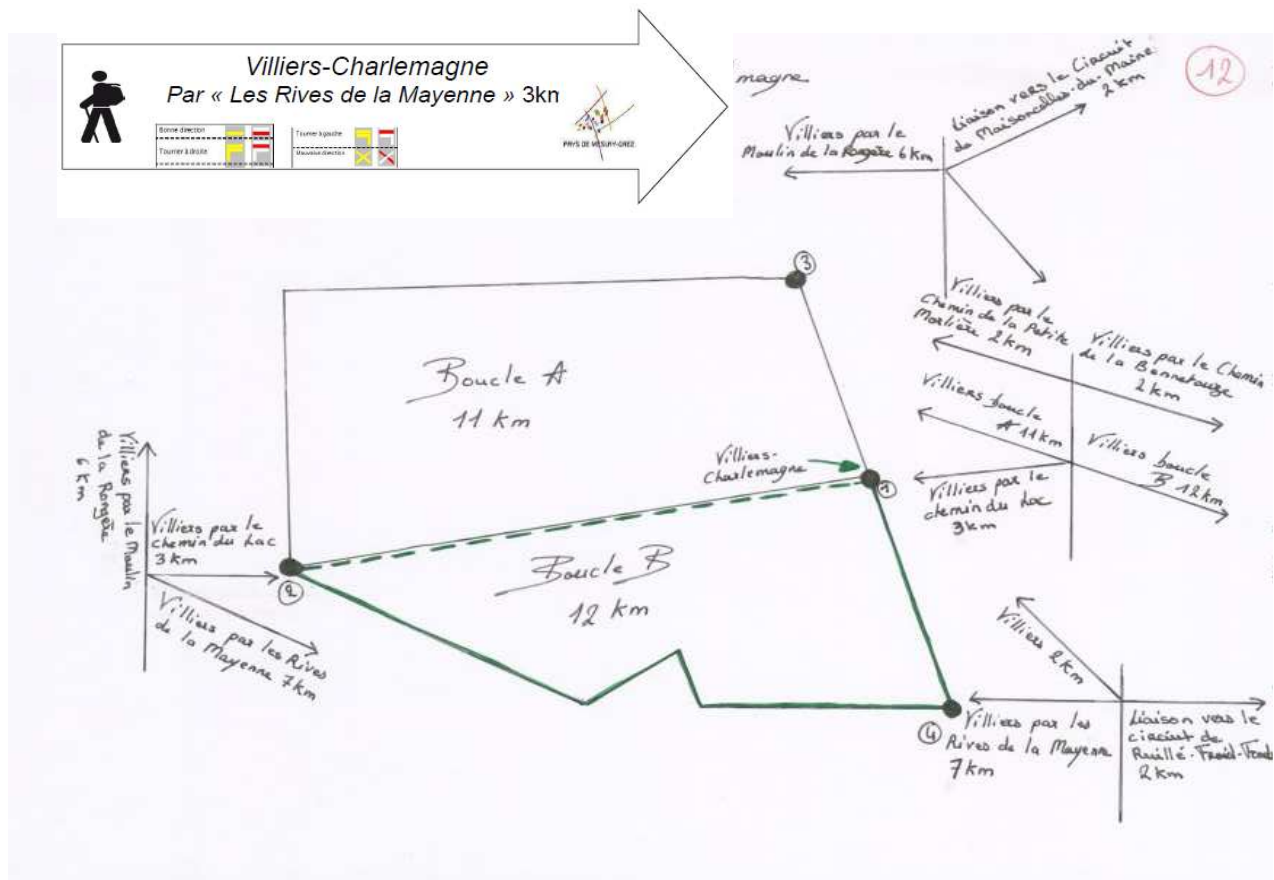 Villiers-Charlemagne
Par « Les Rives de la Mayenne » 3km
Bonne direction
Tourner à droite
Tourner à gauche
Mauvaise direction
PAYS DE MESLAY-GREZ
magne
12
Liaison vers le Circuit
de Maisoncelles-du-Maine
2 km
Villiers par le
Moulin de la Rongère 6 km
3
Villiers par le
Chemin de la Petite
Morlière 2 km
Villiers par le Chemin
de la Bennetouze
2 km
Boucle A
11 km
Villiers boucle
A 11 km
Villiers boucle
B 12 km
Villiers-
Charlemagne
1
Villiers par le
chemin du Lac
3 km
Villiers par le Moulin
de la Rongère
6 km
Villiers par le
Chemin du Lac
3 km
2
Villiers par les Rives
de la Mayenne 7 km
Boucle B
12 km
Villiers 2 km
4
Villiers par les
Rives de la Mayenne
7 km
Liaison vers le
circuit de
Ruillé-Froid-Fonds
2 km